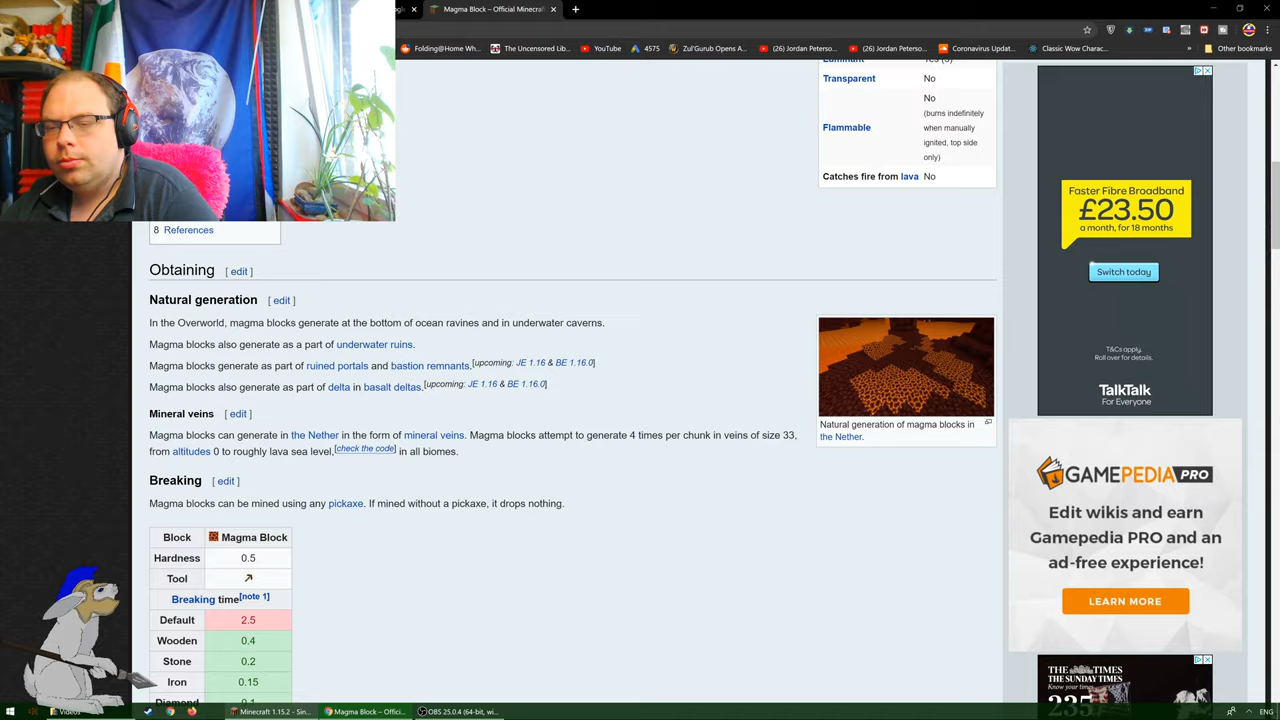 Magma Block – Official Minecraft
Folding@Home Wh...
The Uncensored Lib...
YouTube
4575
Zul'Gurub Opens A...
(26) Jordan Peterso...
(26) Jordan Peterso...
Coronavirus Updat...
Classic Wow Charac...
»
Other bookmarks
Luminant Yes (3)
Transparent No
Flammable
No
(burns indefinitely
when manually
ignited, top side
only)
Catches fire from lava No
8 References
Obtaining [ edit ]
Natural generation [ edit ]
In the Overworld, magma blocks generate at the bottom of ocean ravines and in underwater caverns.
Magma blocks also generate as a part of underwater ruins.
Magma blocks generate as part of ruined portals and bastion remnants.[upcoming: JE 1.16 & BE 1.16.0]
Magma blocks also generate as part of delta in basalt deltas.[upcoming: JE 1.16 & BE 1.16.0]
Natural generation of magma blocks in
the Nether.
Mineral veins [ edit ]
Magma blocks can generate in the Nether in the form of mineral veins. Magma blocks attempt to generate 4 times per chunk in veins of size 33,
from altitudes 0 to roughly lava sea level,[check the code] in all biomes.
Breaking [ edit ]
Magma blocks can be mined using any pickaxe. If mined without a pickaxe, it drops nothing.
Block Magma Block
Hardness 0.5
Tool
Breaking time[note 1]
Default 2.5
Wooden 0.4
Stone 0.2
Iron 0.15
Diamond 0.1
Faster Fibre Broadband
£23.50
a month, for 18 months
Switch today
T&Cs apply.
Roll over for details.
TalkTalk
For Everyone
GAMEPEDIA PRO
Edit wikis and earn
Gamepedia PRO and an
ad-free experience!
LEARN MORE
THE TIMES
THE SUNDAY TIMES
Know your times
Videos
Minecraft 1.15.2 - Sin...
Magma Block – Offici...
OBS 25.0.4 (64-bit, wi...
ENG